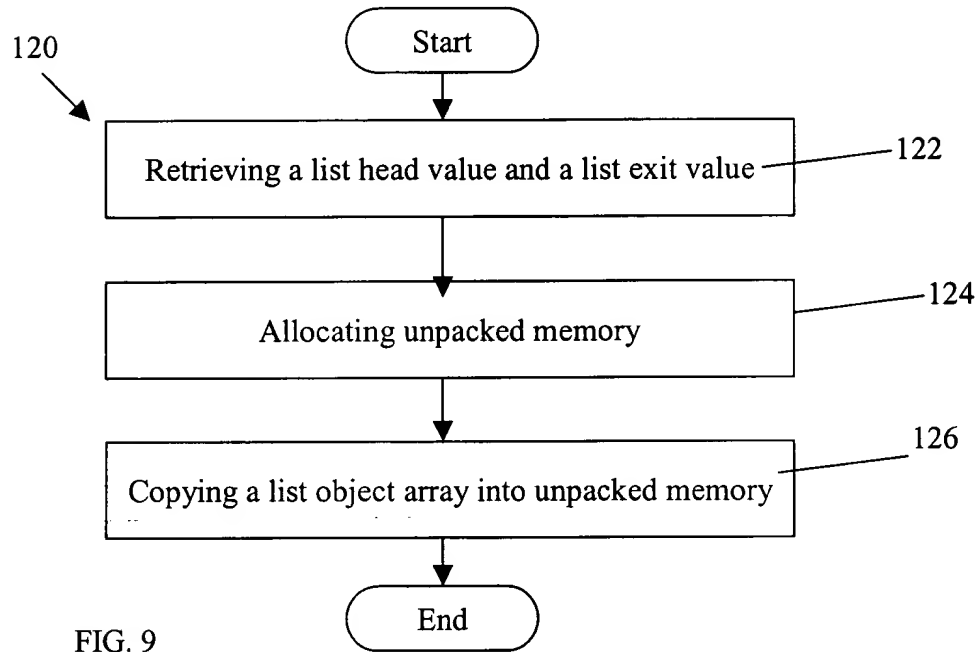 Start
120
Retrieving a list head value and a list exit value
122
Allocating unpacked memory
124
Copying a list object array into unpacked memory
126
End
FIG. 9